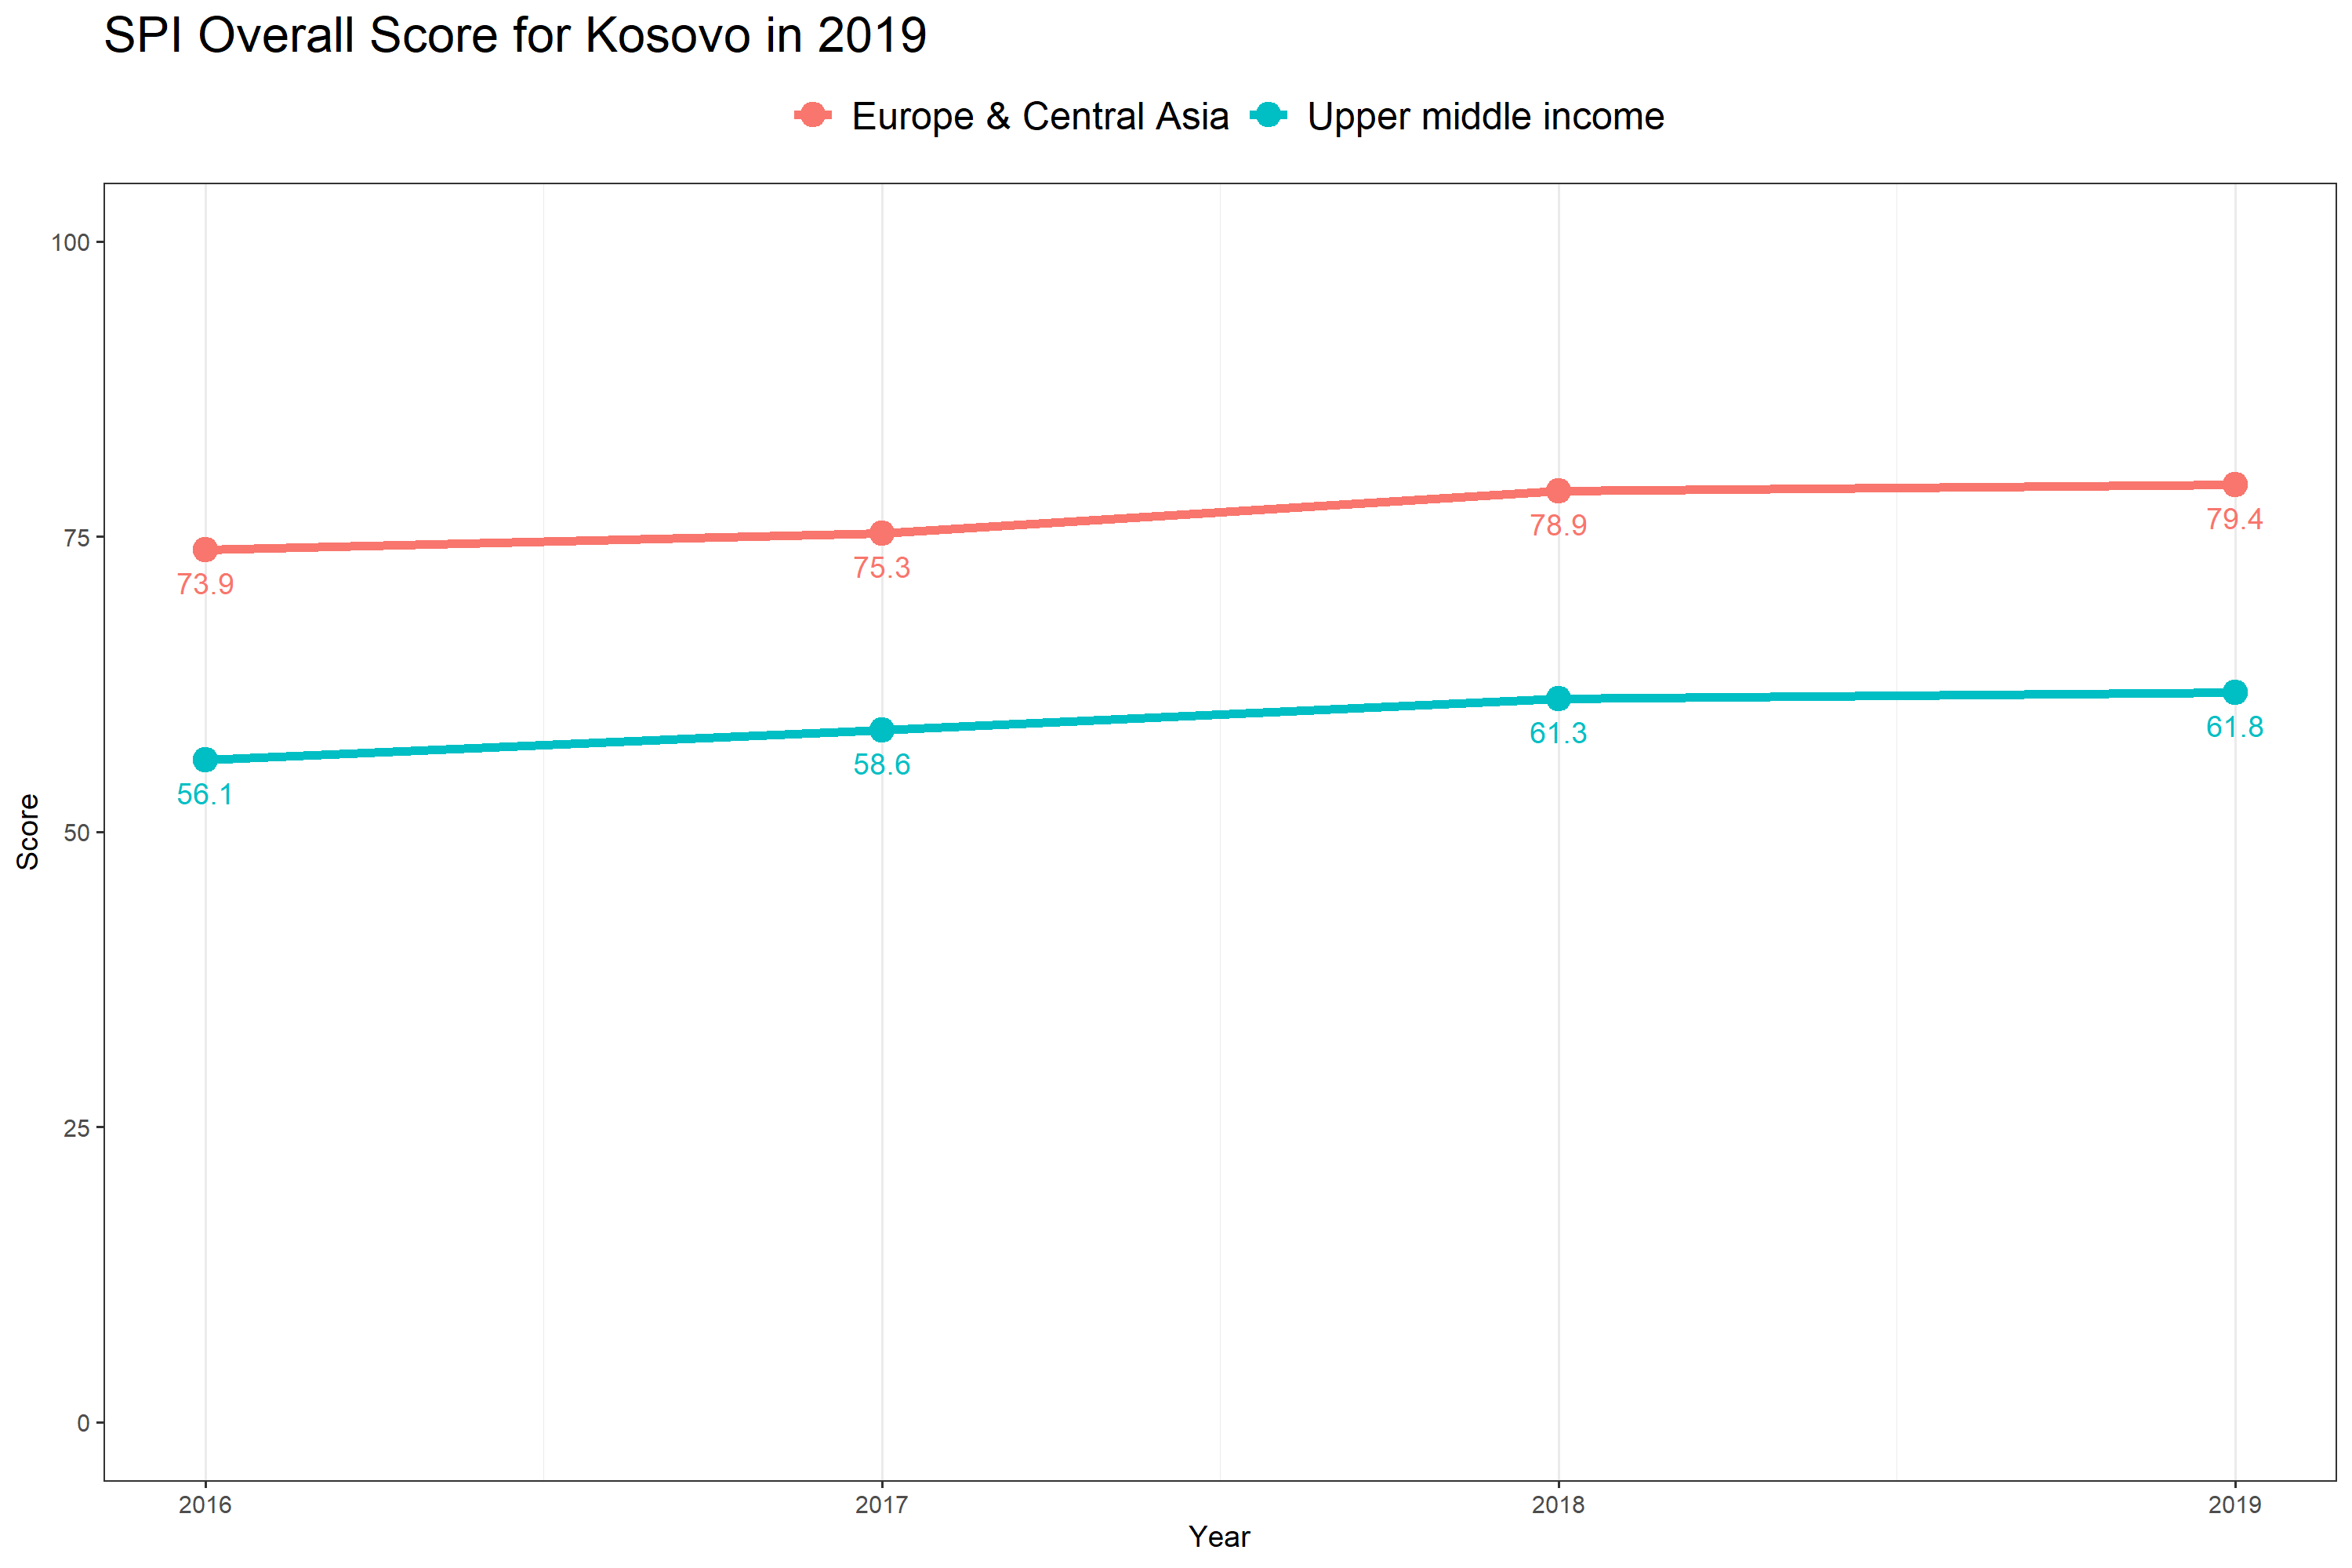 SPI Overall Score for Kosovo in 2019
Europe & Central Asia Upper middle income
100
75
50
25
0
Score
73.9
75.3
78.9
79.4
56.1
58.6
61.3
61.8
2016 2017 2018 2019
Year